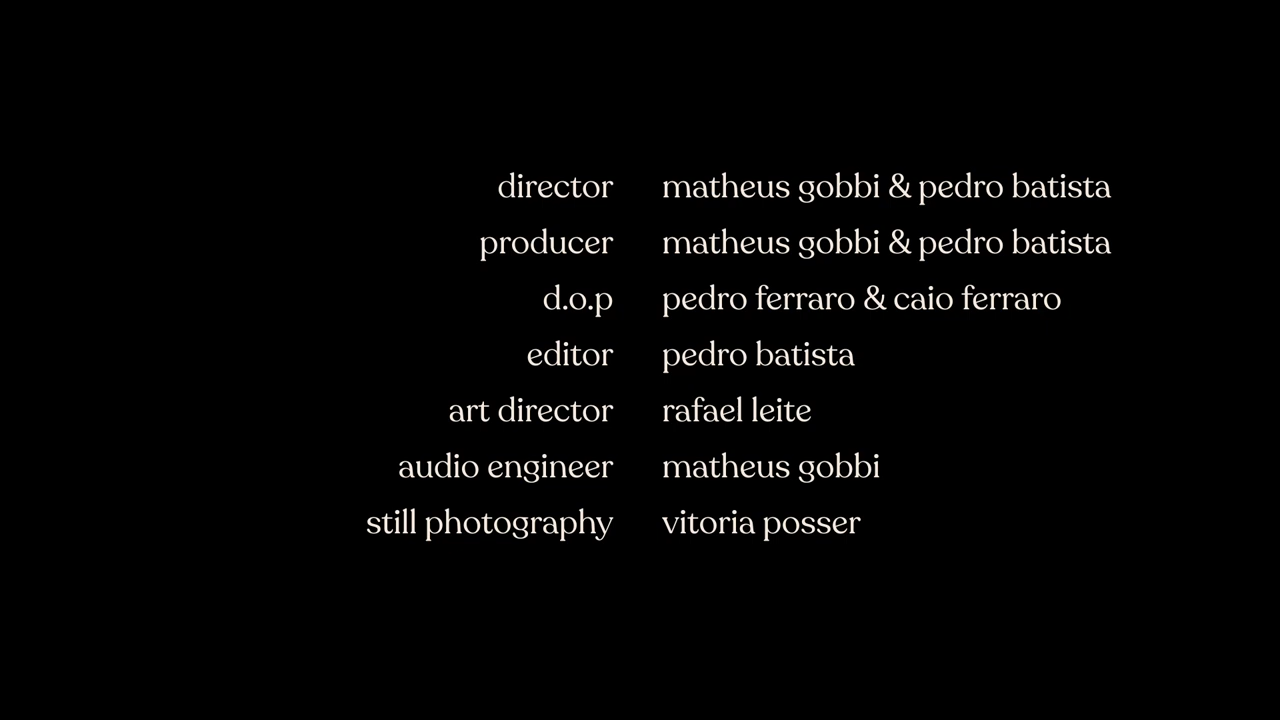 director matheus gobbi & pedro batista
producer matheus gobbi & pedro batista
d.o.p pedro ferraro & caio ferraro
editor pedro batista
art director rafael leite
audio engineer matheus gobbi
still photography vitoria posser